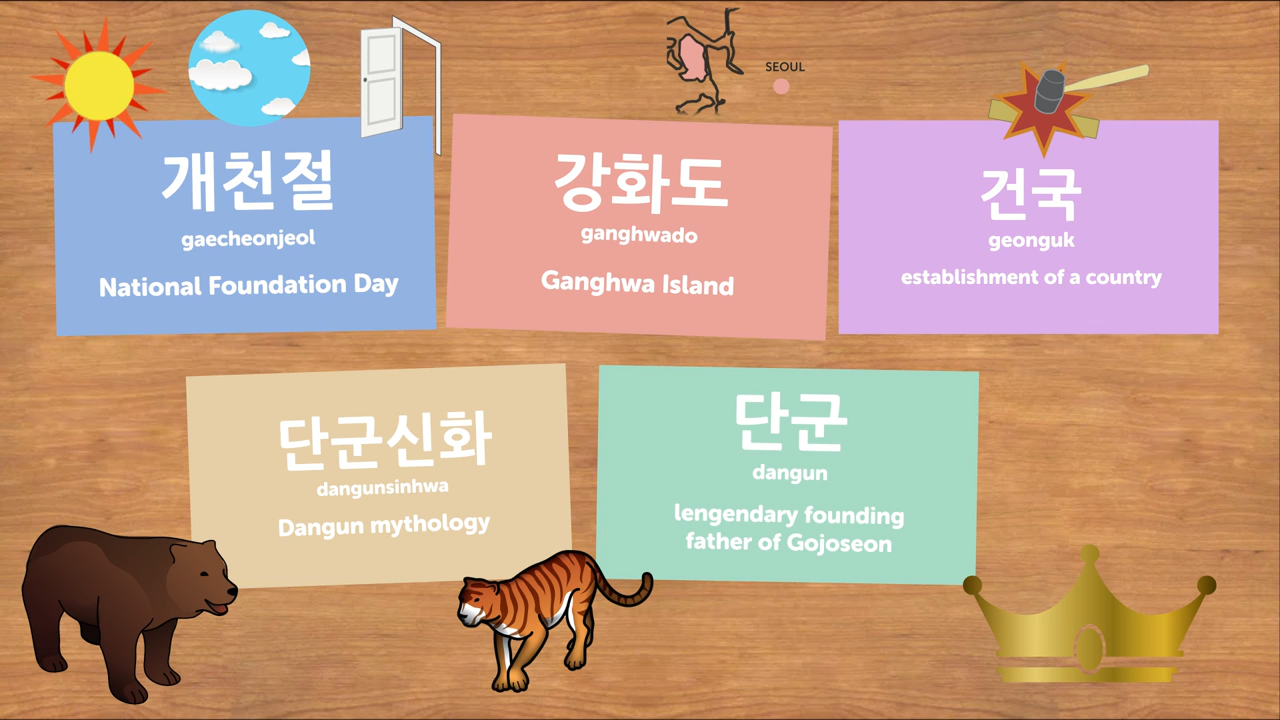 SEOUL
개천절
gaecheonjeol
National Foundation Day
강화도
ganghwado
Ganghwa Island
건국
geonguk
establishment of a country
단군신화
dangunsinhwa
Dangun mythology
단군
dangun
lengendary founding
father of Gojoseon